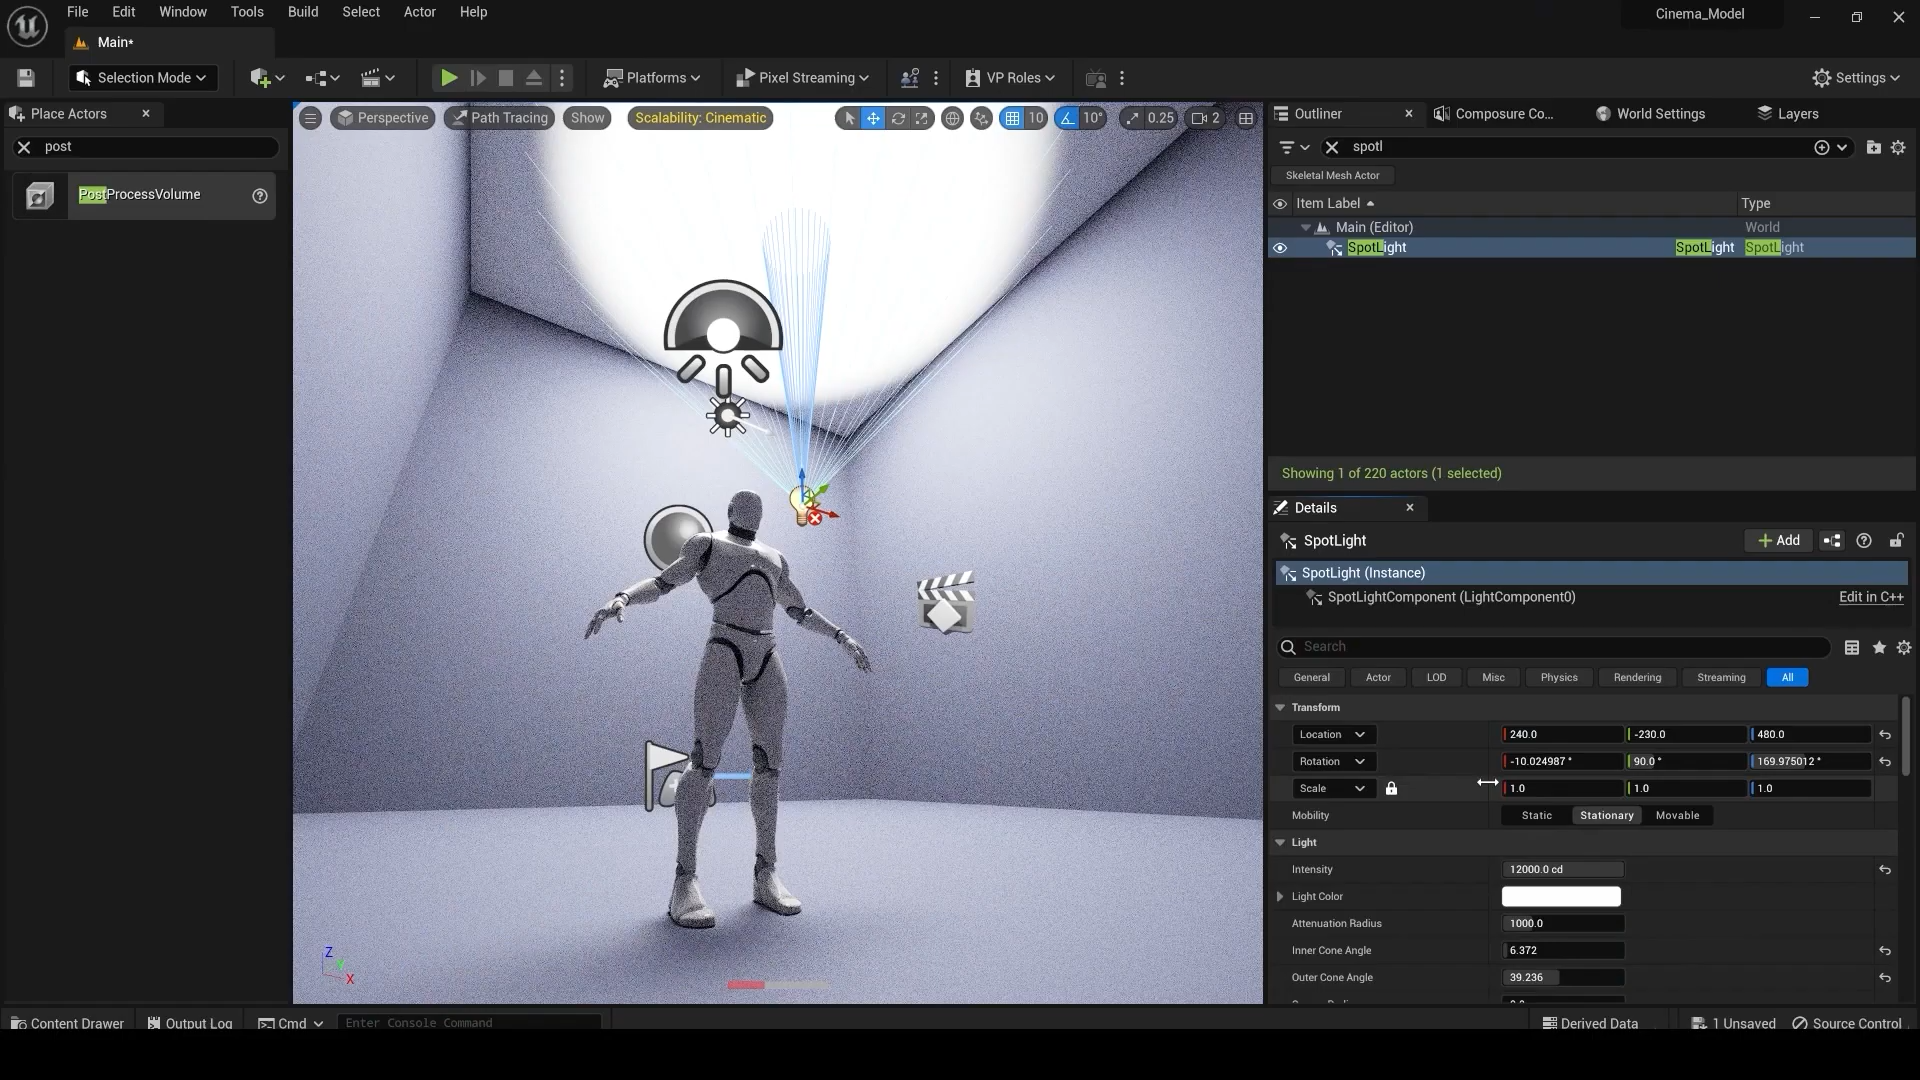 File Edit Window Tools Build Select Actor Help
Cinema_Model
Main*
Selection Mode
Platforms
Pixel Streaming
VP Roles
Settings
Place Actors
post
PostProcessVolume
Perspective
Path Tracing
Show
Scalability: Cinematic
10
10°
0.25
2
Z
X
Outliner
Composure Co...
World Settings
Layers
spotl
Skeletal Mesh Actor
Item Label
Type
Main (Editor)
World
SpotLight
SpotLight
SpotLight
Showing 1 of 220 actors (1 selected)
Details
SpotLight
Add
SpotLight (Instance)
SpotLightComponent (LightComponent0)
Edit in C++
Search
General
Actor
LOD
Misc
Physics
Rendering
Streaming
All
Transform
Location
240.0
-230.0
480.0
Rotation
-10.024987 °
90.0 °
169.975012 °
Scale
1.0
1.0
1.0
Mobility
Static
Stationary
Movable
Light
Intensity
12000.0 cd
Light Color
Attenuation Radius
1000.0
Inner Cone Angle
6.372
Outer Cone Angle
39.236
Content Drawer
Output Log
Cmd
Enter Console Command
Derived Data
1 Unsaved
Source Control